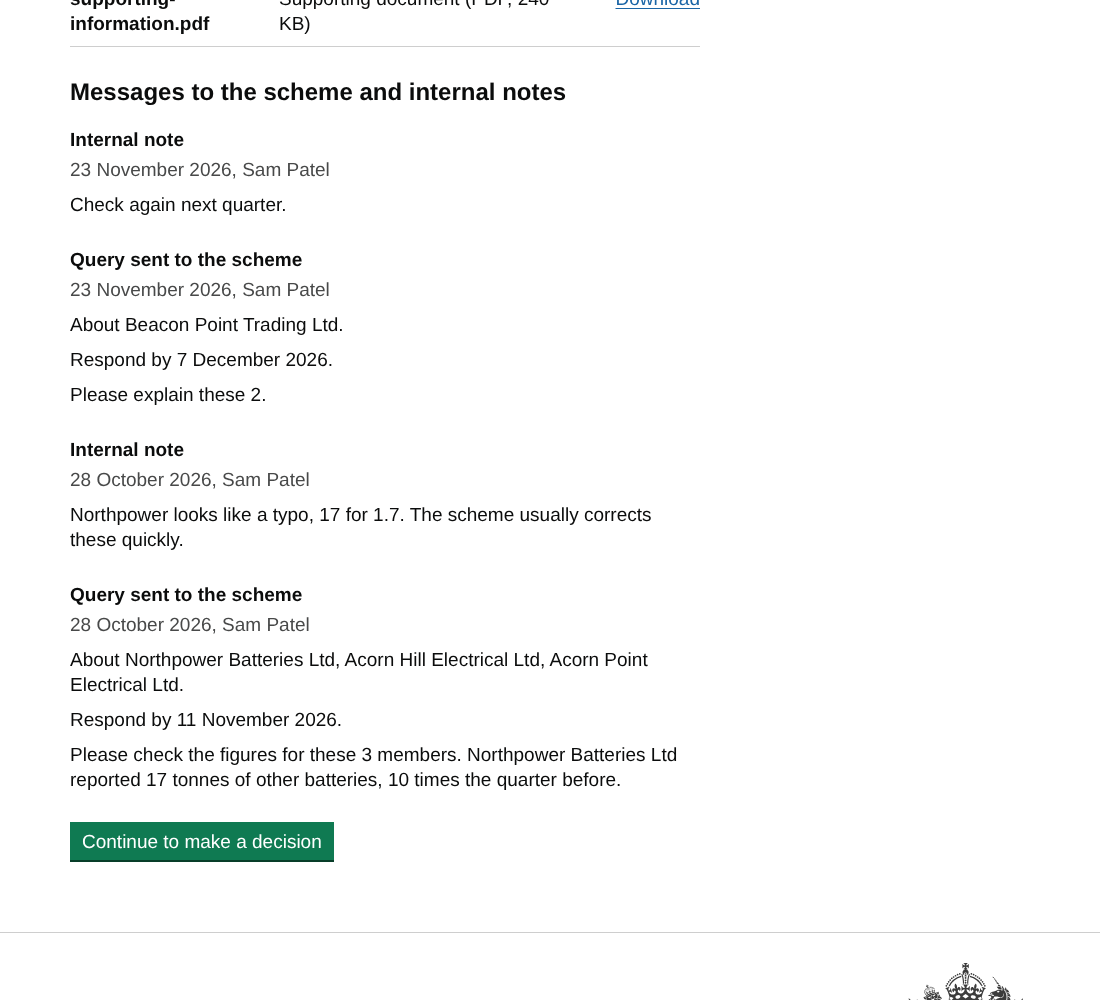 supporting-
information.pdf
Supporting document (PDF, 240
KB)
Download
Messages to the scheme and internal notes
Internal note
23 November 2026, Sam Patel
Check again next quarter.
Query sent to the scheme
23 November 2026, Sam Patel
About Beacon Point Trading Ltd.
Respond by 7 December 2026.
Please explain these 2.
Internal note
28 October 2026, Sam Patel
Northpower looks like a typo, 17 for 1.7. The scheme usually corrects
these quickly.
Query sent to the scheme
28 October 2026, Sam Patel
About Northpower Batteries Ltd, Acorn Hill Electrical Ltd, Acorn Point
Electrical Ltd.
Respond by 11 November 2026.
Please check the figures for these 3 members. Northpower Batteries Ltd
reported 17 tonnes of other batteries, 10 times the quarter before.
Continue to make a decision